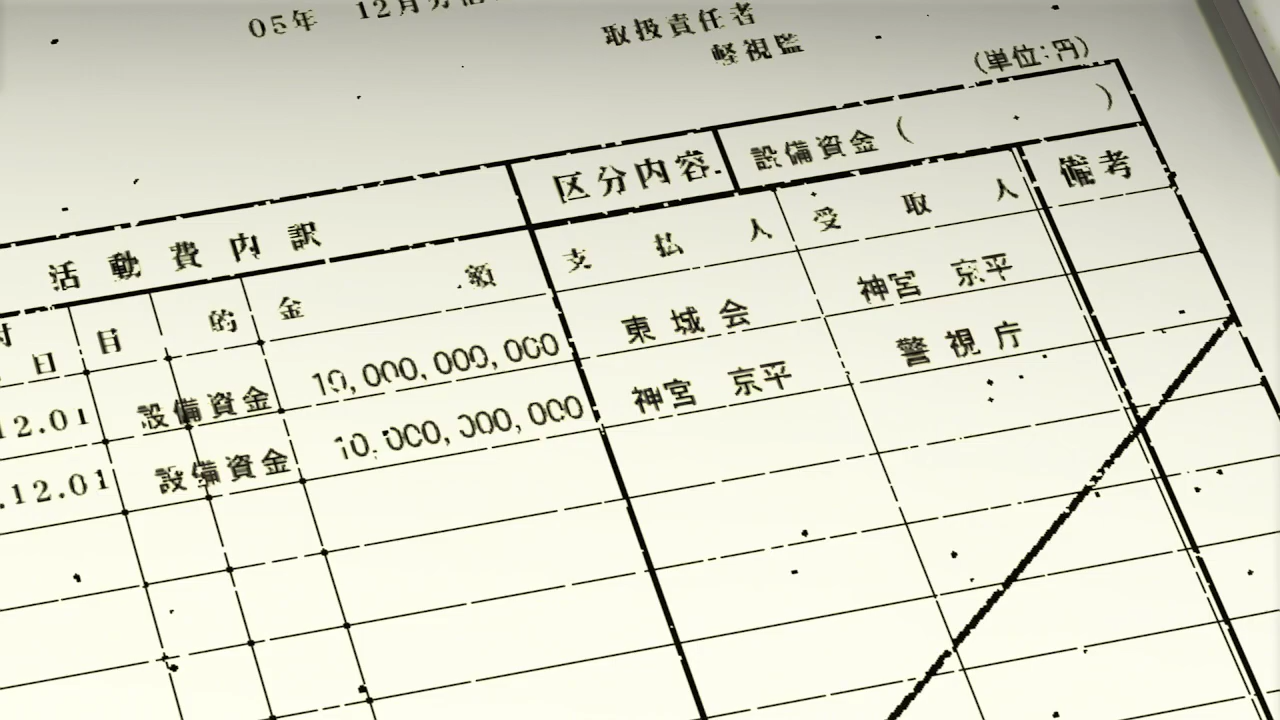 05年 12月分
取扱責任者
軽視監
(単位:円)
活動費内訳 区分内容 設備資金( )
日 目的 金額 支払人 受取人 備考
12.01 設備資金 10,000,000,000 東城会 神宮 京平
.12.01 設備資金 10,000,000,000 神宮 京平 警視庁